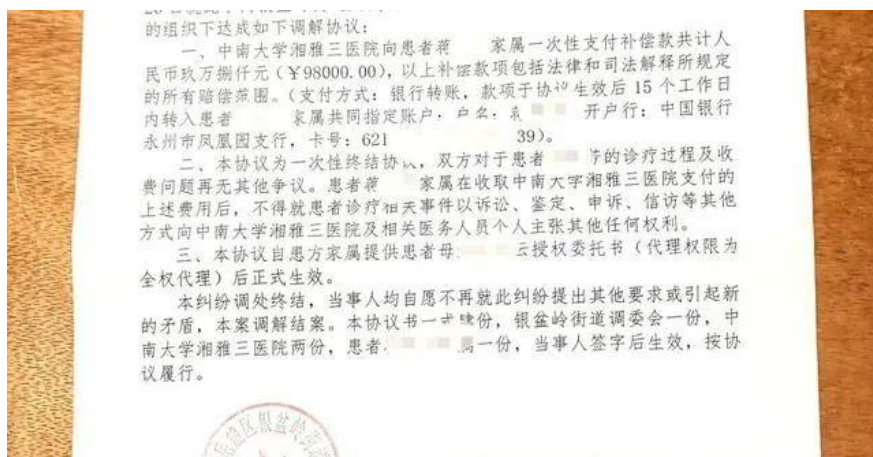 的组织下达成如下调解协议：
一、中南大学湘雅三医院向患者蒋 家属一次性支付补偿款共计人
民币玖万捌仟元（￥98000.00），以上补偿款项包括法律和司法解释所规定
的所有赔偿范围。（支付方式：银行转账，款项于协议生效后 15 个工作日
内转入患者 家属共同指定账户，户名： 开户行：中国银行
永州市凤凰园支行，卡号：621 39）。
二、本协议为一次性终结协议，双方对于患者 的诊疗过程及收
费问题再无其他争议。患者蒋 家属在收取中南大学湘雅三医院支付的
上述费用后，不得就患者诊疗相关事件以诉讼、鉴定、申诉、信访等其他
方式向中南大学湘雅三医院及相关医务人员个人主张其他任何权利。
三、本协议自患方家属提供患者母 云授权委托书（代理权限为
全权代理）后正式生效。
本纠纷调处终结，当事人均自愿不再就此纠纷提出其他要求或引起新
的矛盾，本案调解结案。本协议书一式肆份，银盆岭街道调委会一份，中
南大学湘雅三医院两份，患者 一份，当事人签字后生效，按协
议履行。
区银盆岭街